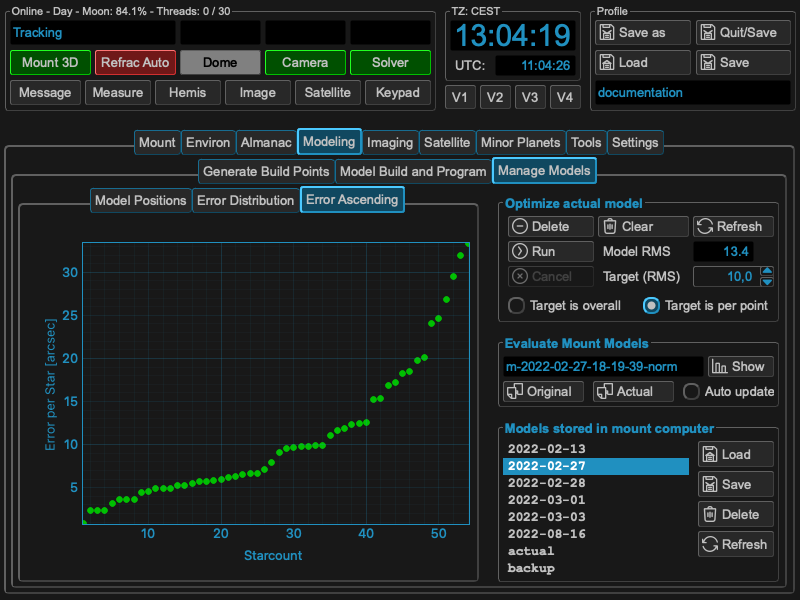 Online - Day - Moon: 84.1% - Threads: 0 / 30
TZ: CEST
Profile
Tracking
13:04:19
Save as
Quit/Save
Mount 3D
Refrac Auto
Dome
Camera
Solver
UTC:
11:04:26
Load
Save
Message
Measure
Hemis
Image
Satellite
Keypad
V1
V2
V3
V4
documentation
Mount
Environ
Almanac
Modeling
Imaging
Satellite
Minor Planets
Tools
Settings
Generate Build Points
Model Build and Program
Manage Models
Model Positions
Error Distribution
Error Ascending
Error per Star [arcsec]
30
25
20
15
10
5
10
20
30
40
50
Starcount
Optimize actual model
Delete
Clear
Refresh
Run
Model RMS
13.4
Cancel
Target (RMS)
10,0
Target is overall
Target is per point
Evaluate Mount Models
m-2022-02-27-18-19-39-norm
Show
Original
Actual
Auto update
Models stored in mount computer
2022-02-13
2022-02-27
2022-02-28
2022-03-01
2022-03-03
2022-08-16
actual
backup
Load
Save
Delete
Refresh